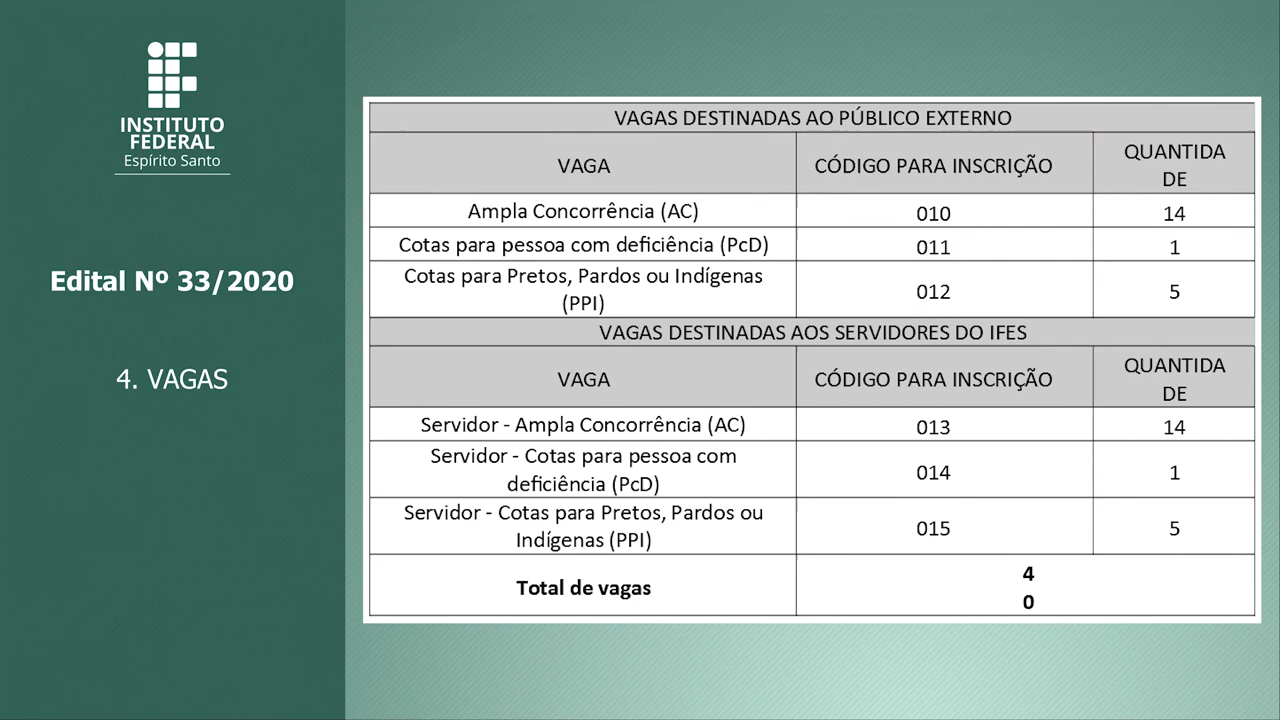 INSTITUTO
FEDERAL
Espírito Santo
Edital Nº 33/2020
4. VAGAS
VAGAS DESTINADAS AO PÚBLICO EXTERNO
VAGA CÓDIGO PARA INSCRIÇÃO QUANTIDA
DE
Ampla Concorrência (AC) 010 14
Cotas para pessoa com deficiência (PcD) 011 1
Cotas para Pretos, Pardos ou Indígenas
(PPI) 012 5
VAGAS DESTINADAS AOS SERVIDORES DO IFES
VAGA CÓDIGO PARA INSCRIÇÃO QUANTIDA
DE
Servidor - Ampla Concorrência (AC) 013 14
Servidor - Cotas para pessoa com
deficiência (PcD) 014 1
Servidor - Cotas para Pretos, Pardos ou
Indígenas (PPI) 015 5
Total de vagas 4
0